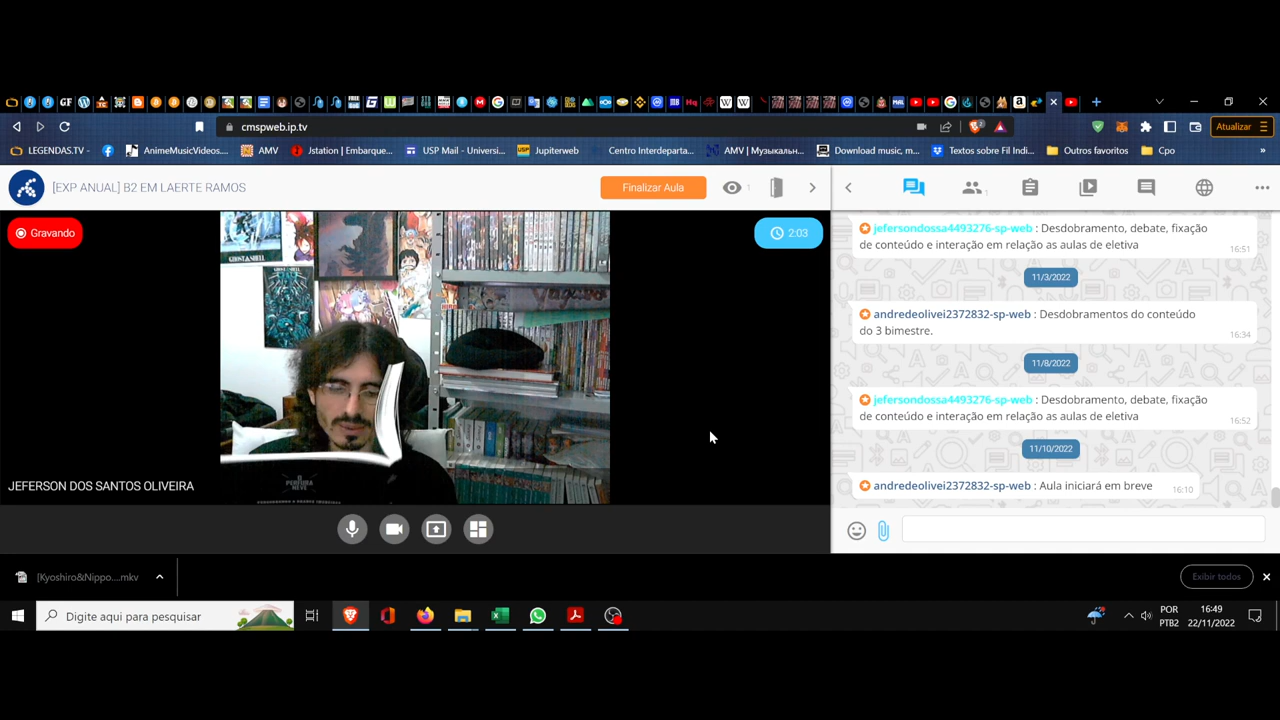 cmspweb.ip.tv
Atualizar
LEGENDAS.TV -
AnimeMusicVideos...
AMV
Jstation | Embarque...
USP Mail - Universi...
Jupiterweb
Centro Interdeparta...
AMV | Музыкальн...
Download music, m...
Textos sobre Fil Indi...
Outros favoritos
Cpo
»
[EXP ANUAL] B2 EM LAERTE RAMOS
Finalizar Aula
1
1
Gravando
2:03
JEFERSON DOS SANTOS OLIVEIRA
jefersondossa4493276-sp-web : Desdobramento, debate, fixação
de conteúdo e interação em relação as aulas de eletiva
16:51
11/3/2022
andredeolivei2372832-sp-web : Desdobramentos do conteúdo
do 3 bimestre.
16:34
11/8/2022
jefersondossa4493276-sp-web : Desdobramento, debate, fixação
de conteúdo e interação em relação as aulas de eletiva
16:52
11/10/2022
andredeolivei2372832-sp-web : Aula iniciará em breve
16:10
[Kyoshiro&Nippo....mkv
Exibir todos
Digite aqui para pesquisar
POR
PTB2
16:49
22/11/2022